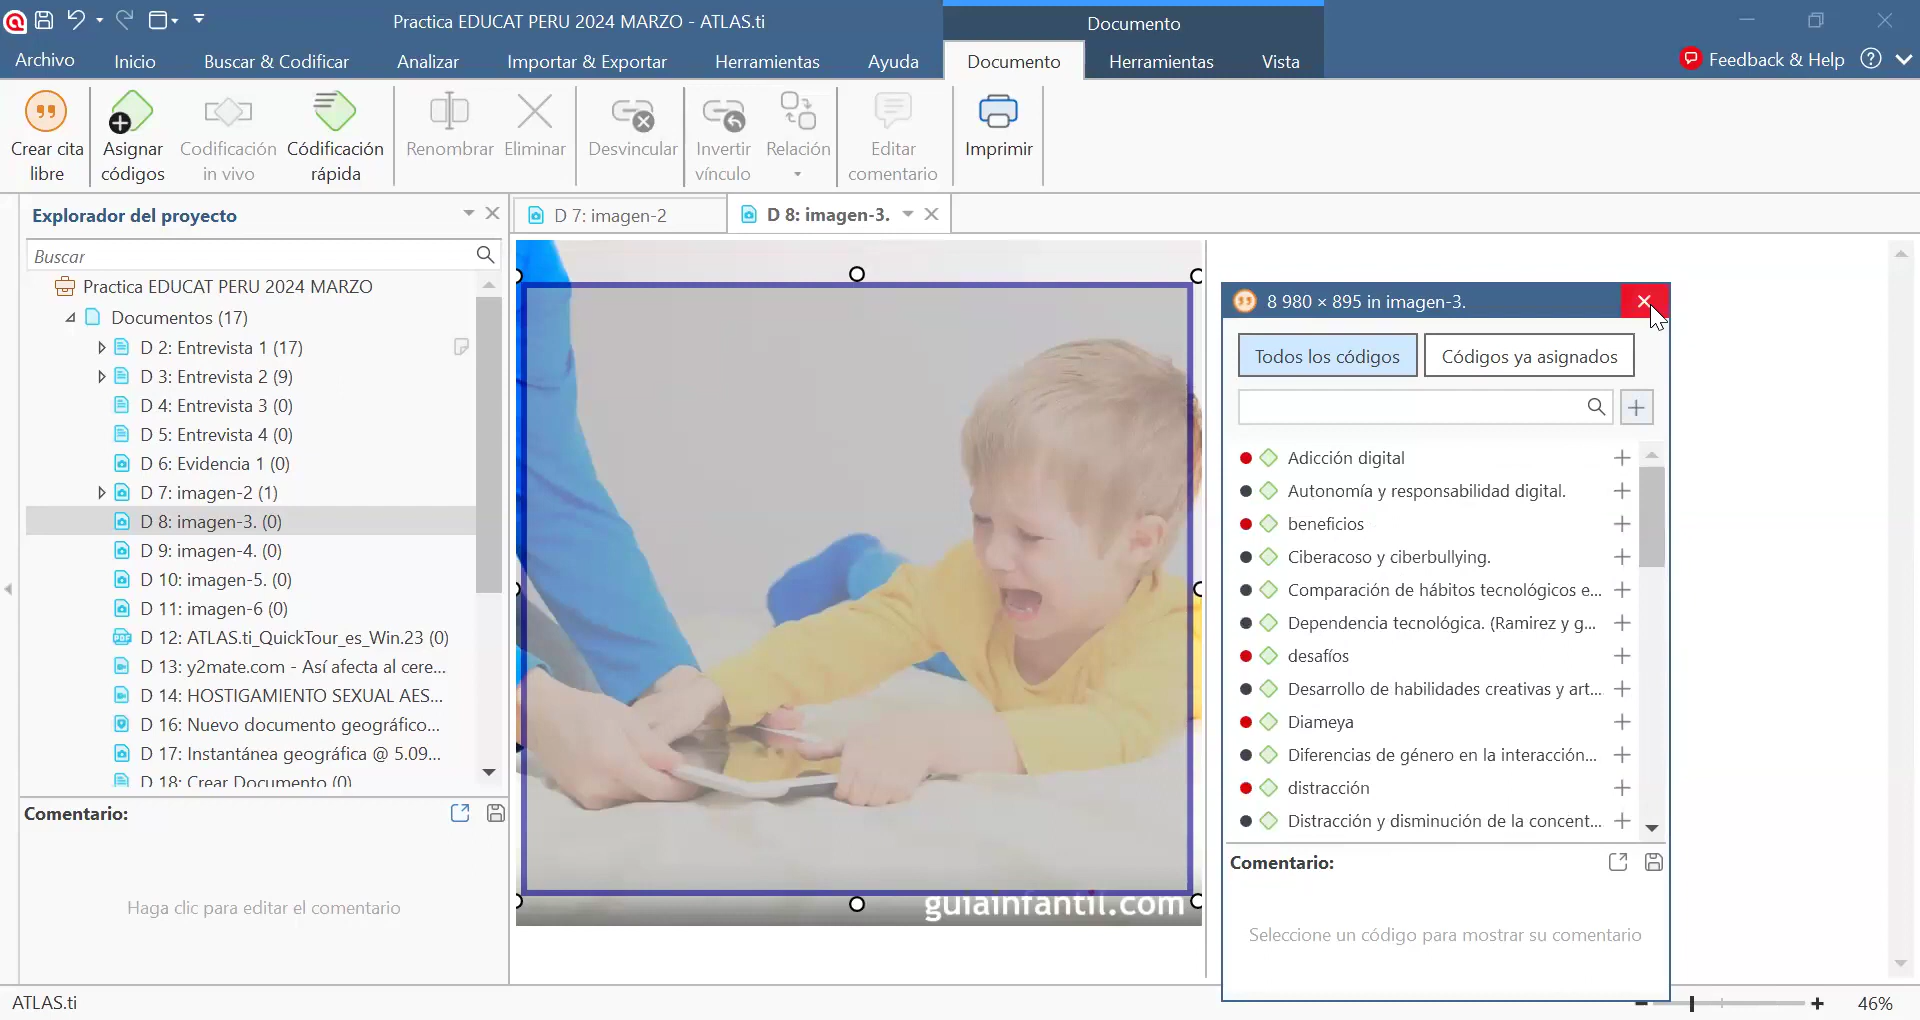 Practica EDUCAT PERU 2024 MARZO - ATLAS.ti
Documento
Archivo
Inicio
Buscar & Codificar
Analizar
Importar & Exportar
Herramientas
Ayuda
Documento
Herramientas
Vista
Feedback & Help
Crear cita
libre
Asignar
códigos
Codificación
in vivo
Códificación
rápida
Renombrar
Eliminar
Desvincular
Invertir
vínculo
Relación
Editar
comentario
Imprimir
Explorador del proyecto
D 7: imagen-2
D 8: imagen-3.
Buscar
Practica EDUCAT PERU 2024 MARZO
Documentos (17)
D 2: Entrevista 1 (17)
D 3: Entrevista 2 (9)
D 4: Entrevista 3 (0)
D 5: Entrevista 4 (0)
D 6: Evidencia 1 (0)
D 7: imagen-2 (1)
D 8: imagen-3. (0)
D 9: imagen-4. (0)
D 10: imagen-5. (0)
D 11: imagen-6 (0)
D 12: ATLAS.ti_QuickTour_es_Win.23 (0)
D 13: y2mate.com - Así afecta al cere...
D 14: HOSTIGAMIENTO SEXUAL AES...
D 16: Nuevo documento geográfico...
D 17: Instantánea geográfica @ 5.09...
D 18: Crear Documento (0)
Comentario:
Haga clic para editar el comentario
guiainfantil.com
8 980 × 895 in imagen-3.
Todos los códigos
Códigos ya asignados
Adicción digital
Autonomía y responsabilidad digital.
beneficios
Ciberacoso y ciberbullying.
Comparación de hábitos tecnológicos e...
Dependencia tecnológica. (Ramirez y g...
desafíos
Desarrollo de habilidades creativas y art...
Diameya
Diferencias de género en la interacción...
distracción
Distracción y disminución de la concent...
Comentario:
Seleccione un código para mostrar su comentario
ATLAS.ti
46%